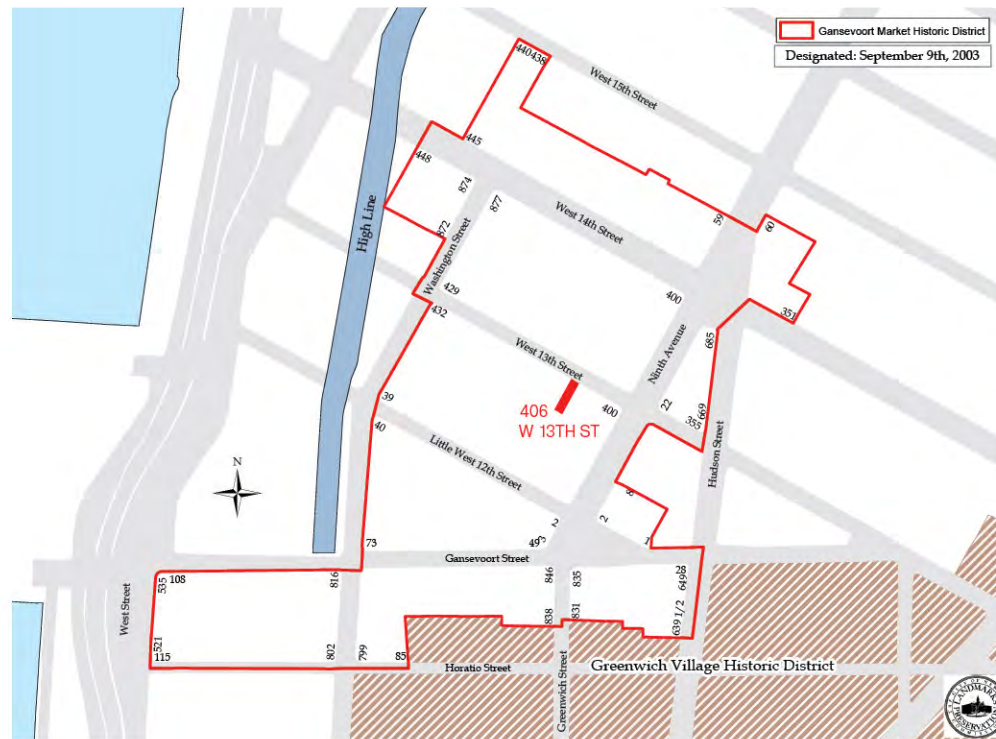 Gansevoort Market Historic District
Designated: September 9th, 2003
440
438
West 15th Street
445
448
874
877
West 14th Street
59
60
High Line
872
Washington Street
429
432
400
351
685
Ninth Avenue
West 13th Street
406
W 13TH ST
400
22
355
669
Hudson Street
39
40
Little West 12th Street
N
8
2
2
1
3
49
73
Gansevoort Street
West Street
535
108
816
846
835
28
649
521
115
802
799
85
838
831
639 1/2
Horatio Street
Greenwich Street
Greenwich Village Historic District
LANDMARKS
PRESERVATION